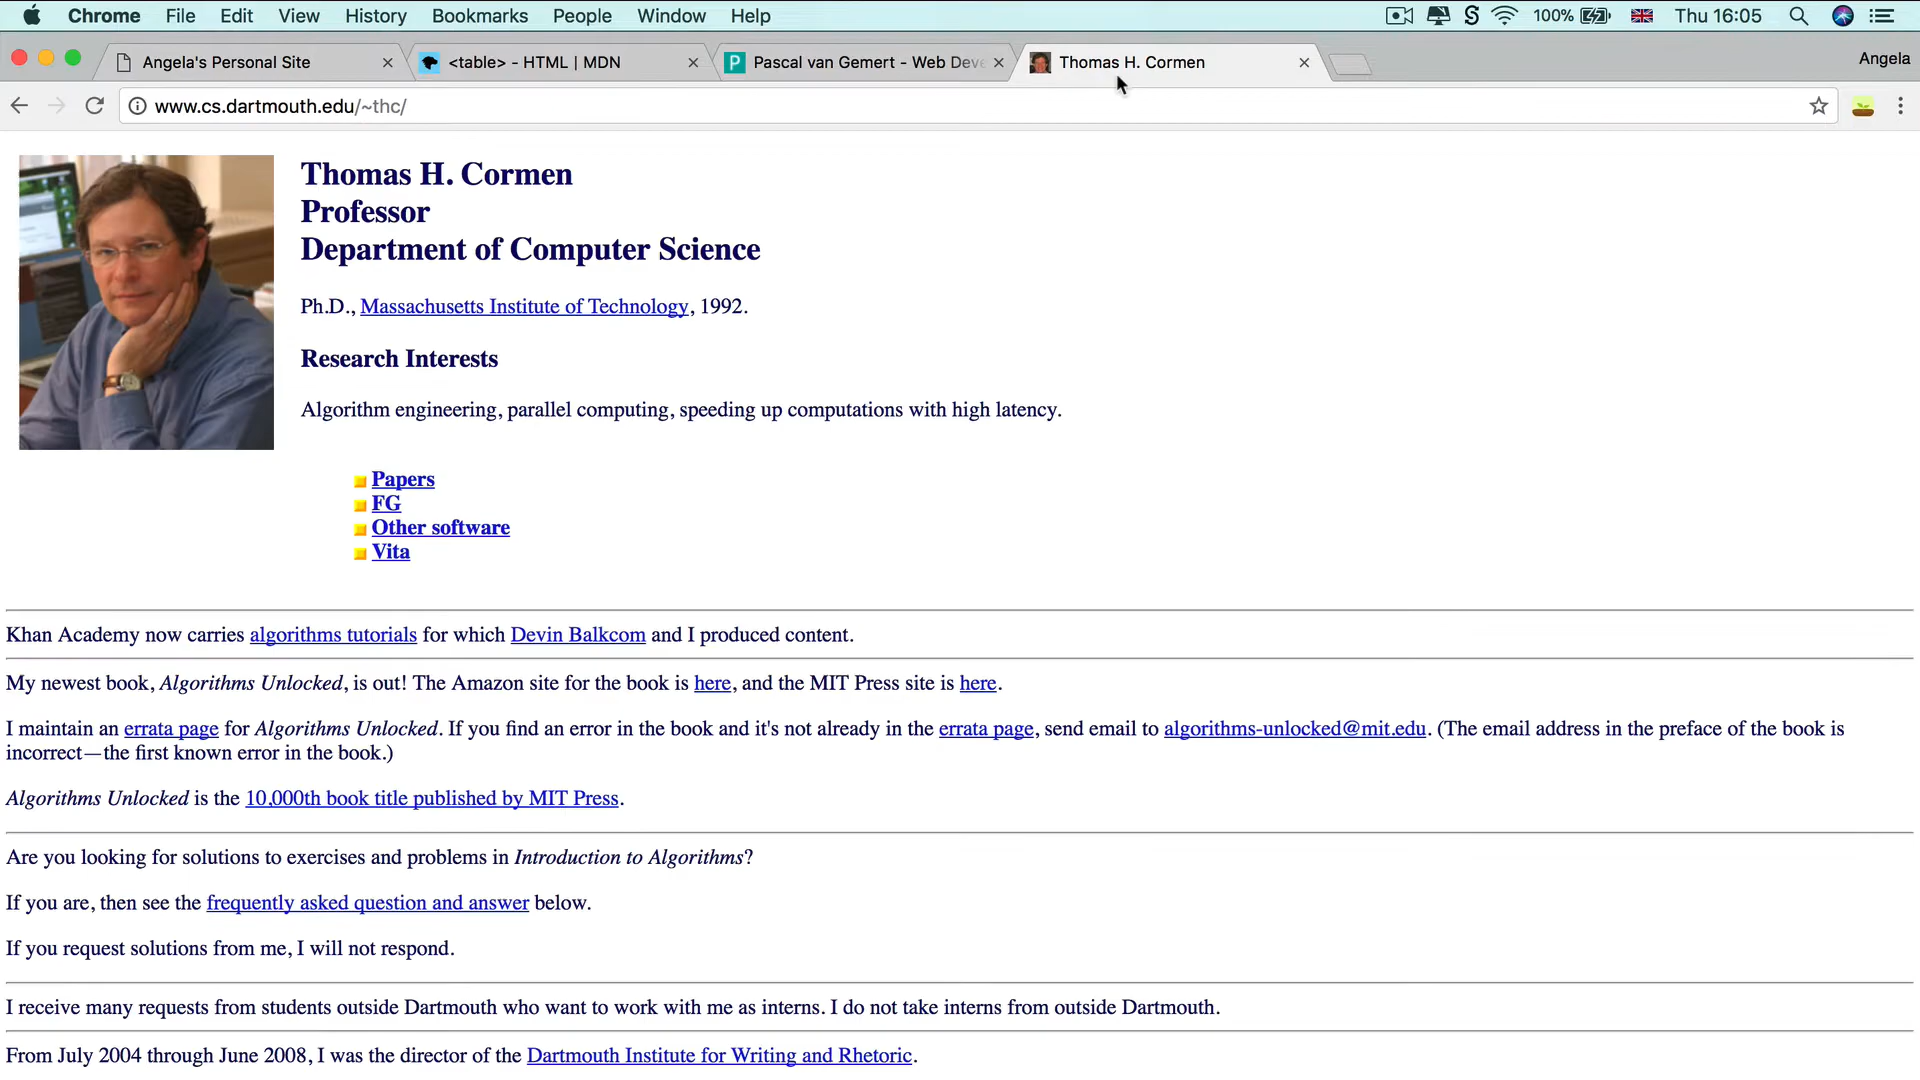 Chrome File Edit View History Bookmarks People Window Help 100% Thu 16:05
Angela's Personal Site <table> - HTML | MDN Pascal van Gemert - Web Deve Thomas H. Cormen Angela
www.cs.dartmouth.edu/~thc/
Thomas H. Cormen
Professor
Department of Computer Science
Ph.D., Massachusetts Institute of Technology, 1992.
Research Interests
Algorithm engineering, parallel computing, speeding up computations with high latency.
Papers
FG
Other software
Vita
Khan Academy now carries algorithms tutorials for which Devin Balkcom and I produced content.
My newest book, Algorithms Unlocked, is out! The Amazon site for the book is here, and the MIT Press site is here.
I maintain an errata page for Algorithms Unlocked. If you find an error in the book and it's not already in the errata page, send email to algorithms-unlocked@mit.edu. (The email address in the preface of the book is
incorrect—the first known error in the book.)
Algorithms Unlocked is the 10,000th book title published by MIT Press.
Are you looking for solutions to exercises and problems in Introduction to Algorithms?
If you are, then see the frequently asked question and answer below.
If you request solutions from me, I will not respond.
I receive many requests from students outside Dartmouth who want to work with me as interns. I do not take interns from outside Dartmouth.
From July 2004 through June 2008, I was the director of the Dartmouth Institute for Writing and Rhetoric.